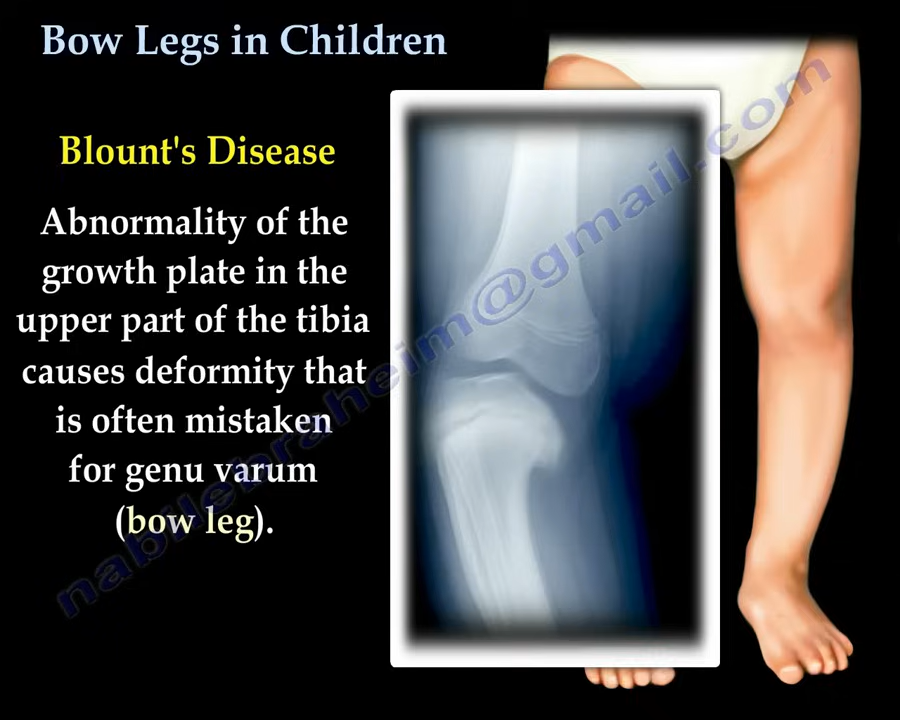 Bow Legs in Children
Blount's Disease
Abnormality of the
growth plate in the
upper part of the tibia
causes deformity that
is often mistaken
for genu varum
(bow leg).
nabilebraheim@gmail.com